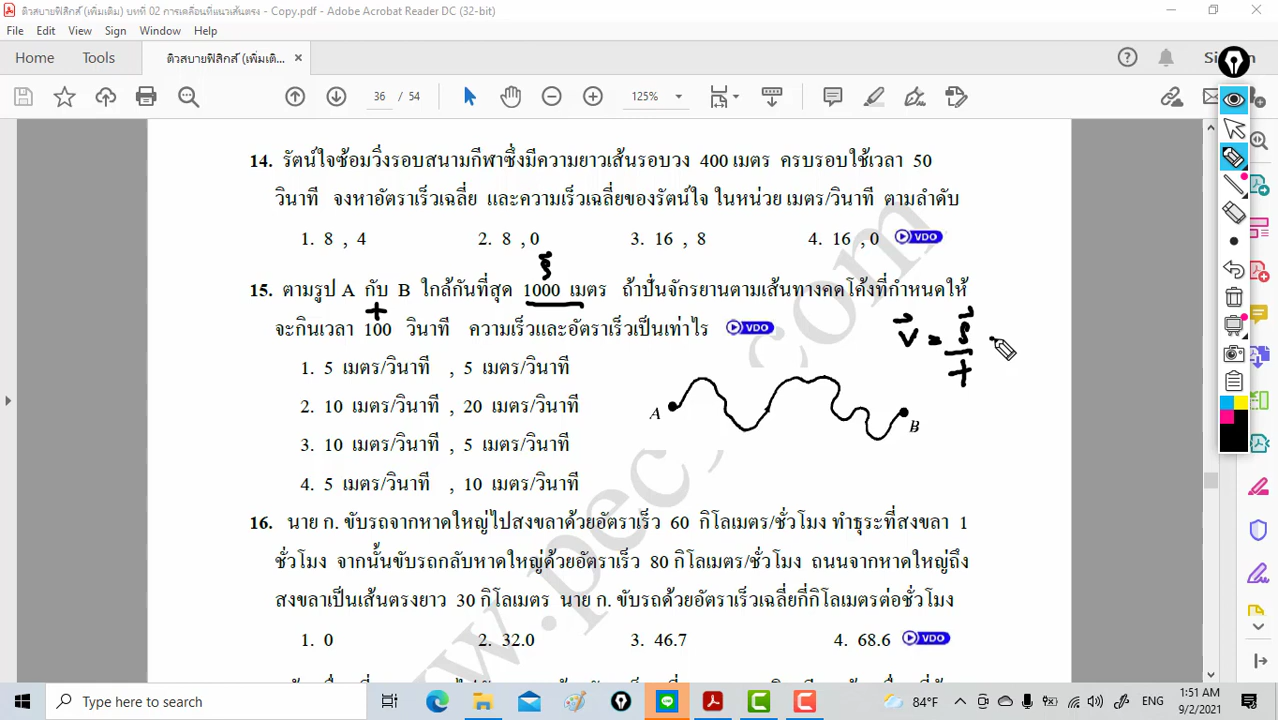 ติวสบายฟิสิกส์ (เพิ่มเติม) บทที่ 02 การเคลื่อนที่แนวเส้นตรง - Copy.pdf - Adobe Acrobat Reader DC (32-bit)
File Edit View Sign Window Help
Home Tools ติวสบายฟิสิกส์ (เพิ่มเติ... ×
36 / 54 125%
14. รัตน์ใจซ้อมวิ่งรอบสนามกีฬาซึ่งมีความยาวเส้นรอบวง 400 เมตร ครบรอบใช้เวลา 50
วินาที จงหาอัตราเร็วเฉลี่ย และความเร็วเฉลี่ยของรัตน์ใจ ในหน่วย เมตร/วินาที ตามลำดับ
1. 8 , 4 2. 8 , 0 3. 16 , 8 4. 16 , 0 VDO
15. ตามรูป A กับ B ใกล้กันที่สุด 1000 เมตร ถ้าปั่นจักรยานตามเส้นทางคดโค้งที่กำหนดให้
จะกินเวลา 100 วินาที ความเร็วและอัตราเร็วเป็นเท่าไร VDO
v = s
t
1. 5 เมตร/วินาที , 5 เมตร/วินาที
2. 10 เมตร/วินาที , 20 เมตร/วินาที
A B
3. 10 เมตร/วินาที , 5 เมตร/วินาที
4. 5 เมตร/วินาที , 10 เมตร/วินาที
16. นาย ก. ขับรถจากหาดใหญ่ไปสงขลาด้วยอัตราเร็ว 60 กิโลเมตร/ชั่วโมง ทำธุระที่สงขลา 1
ชั่วโมง จากนั้นขับรถกลับหาดใหญ่ด้วยอัตราเร็ว 80 กิโลเมตร/ชั่วโมง ถนนจากหาดใหญ่ถึง
สงขลาเป็นเส้นตรงยาว 30 กิโลเมตร นาย ก. ขับรถด้วยอัตราเร็วเฉลี่ยกี่กิโลเมตรต่อชั่วโมง
1. 0 2. 32.0 3. 46.7 4. 68.6 VDO
Type here to search 84°F ENG 1:51 AM
9/2/2021